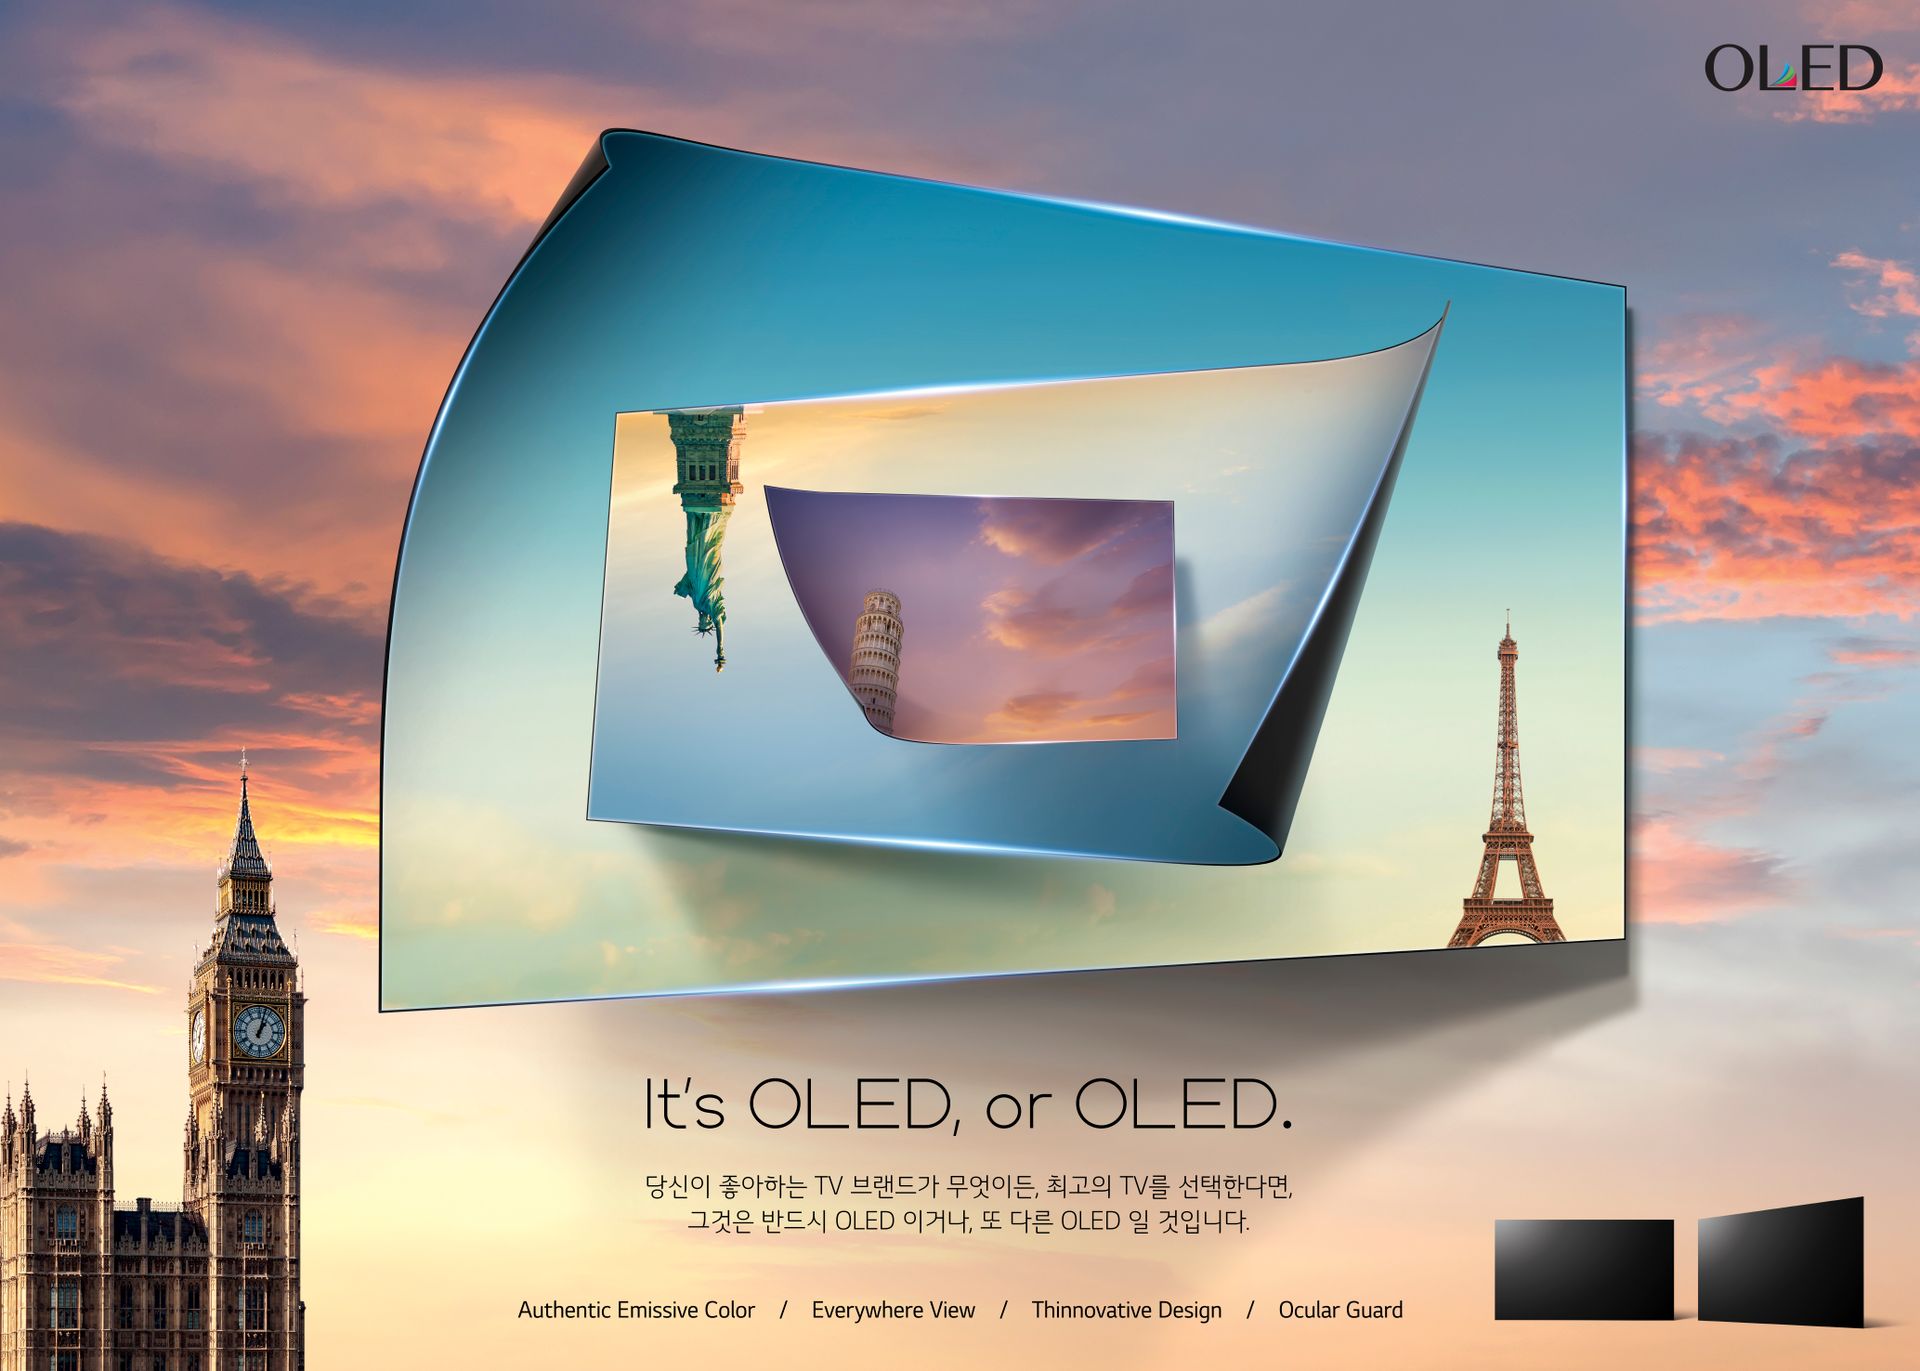 OLED
It's OLED, or OLED.
당신이 좋아하는 TV 브랜드가 무엇이든, 최고의 TV를 선택한다면,
그것은 반드시 OLED 이거나, 또 다른 OLED 일 것입니다.
Authentic Emissive Color / Everywhere View / Thinnovative Design / Ocular Guard